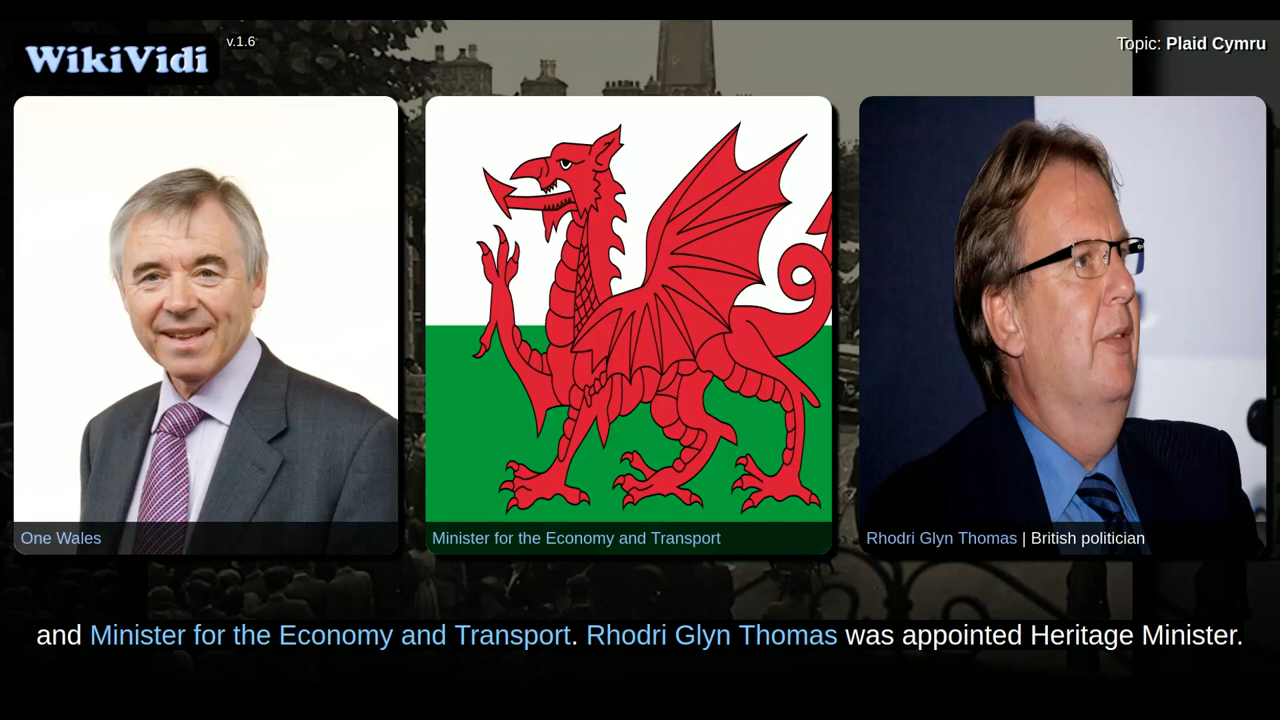 WikiVidi
v.1.6
Topic: Plaid Cymru
One Wales
Minister for the Economy and Transport
Rhodri Glyn Thomas | British politician
and Minister for the Economy and Transport. Rhodri Glyn Thomas was appointed Heritage Minister.